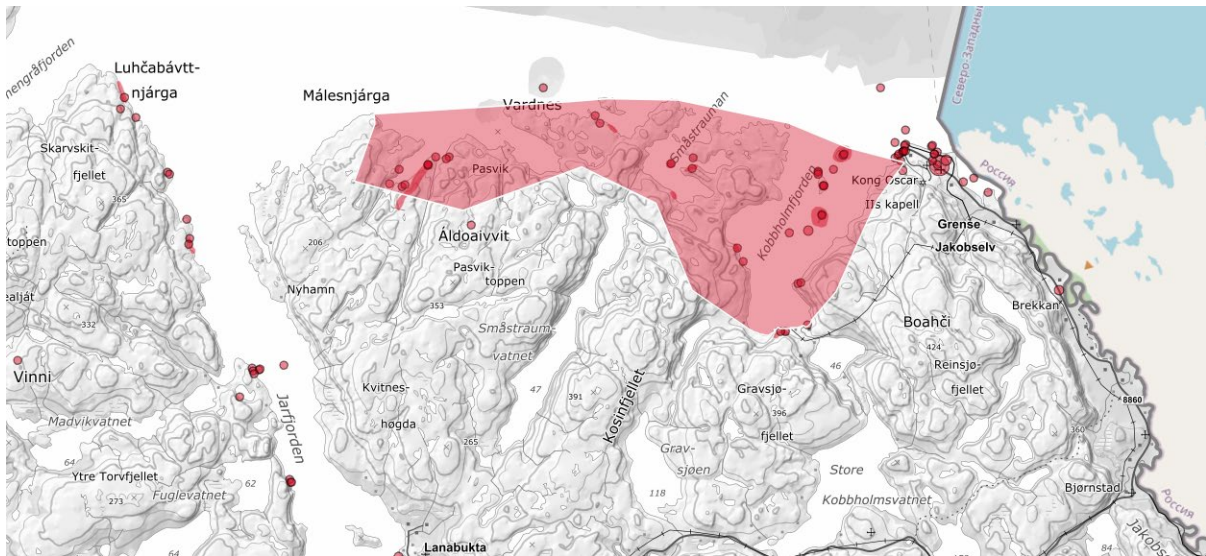 Северо-Западный
nengråfjorden
Luhčabávtt-
njárga
Málesnjárga
Vardnes
Småstrauman
Skarvskit-
fjellet
365
Pasvik
Россия
Kong Oscar
IIs kapell
Kobbholmfjorden
Grense
Jakobselv
toppen
206
Áldoaivvit
Pasvik-
toppen
Nyhamn
353
ealját
332
Småstraum-
vatnet
Brekkan
Boahči
424
Reinsjø-
fjellet
Vinni
47
46
Kvitnes-
høgda
391
Kosinfjellet
Gravsjø-
396
fjellet
8860
Madvikvatnet
Jarfjorden
265
360
64
Ytre Torvfjellet
62
Grav-
sjøen
Store
Kobbholmsvatnet
Fuglevatnet
273
118
Bjørnstad
Россия
Lanabukta
64
84
Jakobs